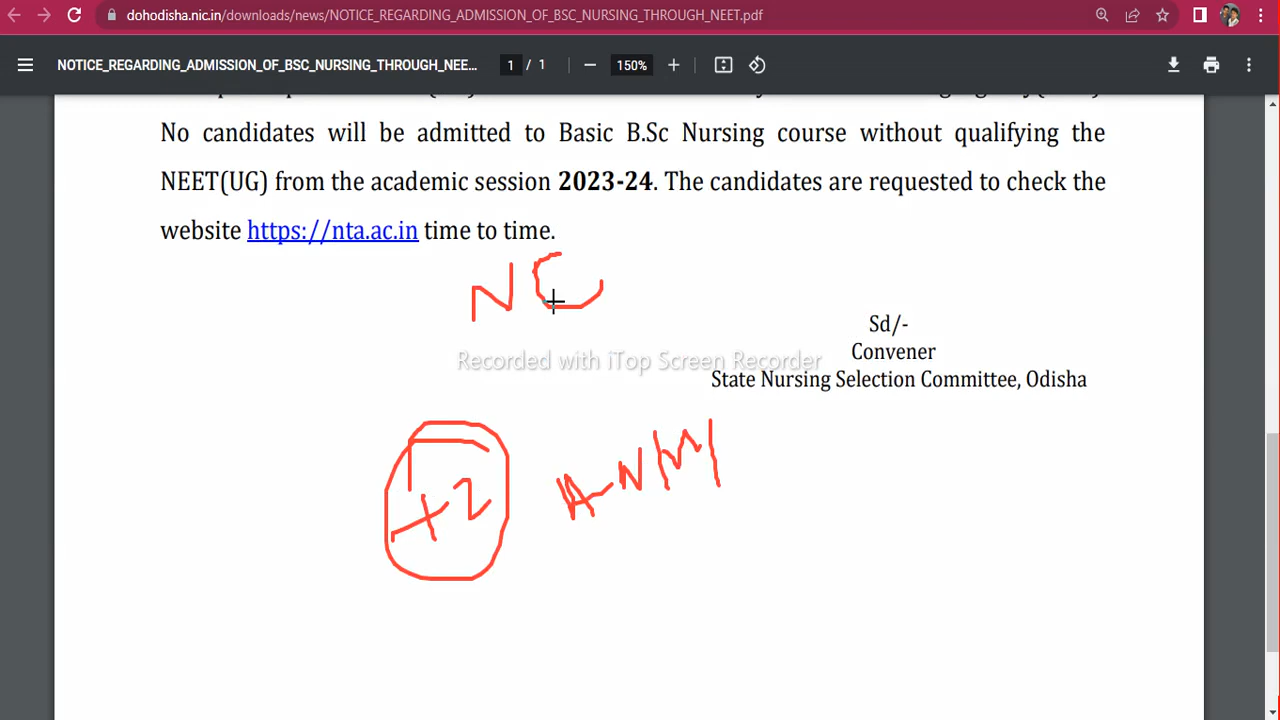 dohodisha.nic.in/downloads/news/NOTICE_REGARDING_ADMISSION_OF_BSC_NURSING_THROUGH_NEET.pdf
NOTICE_REGARDING_ADMISSION_OF_BSC_NURSING_THROUGH_NEE... 1 / 1 150%
No candidates will be admitted to Basic B.Sc Nursing course without qualifying the
NEET(UG) from the academic session 2023-24. The candidates are requested to check the
website https://nta.ac.in time to time.
N
Sd/-
Recorded with iTop Screen Recorder
Convener
State Nursing Selection Committee, Odisha
+2 ANM